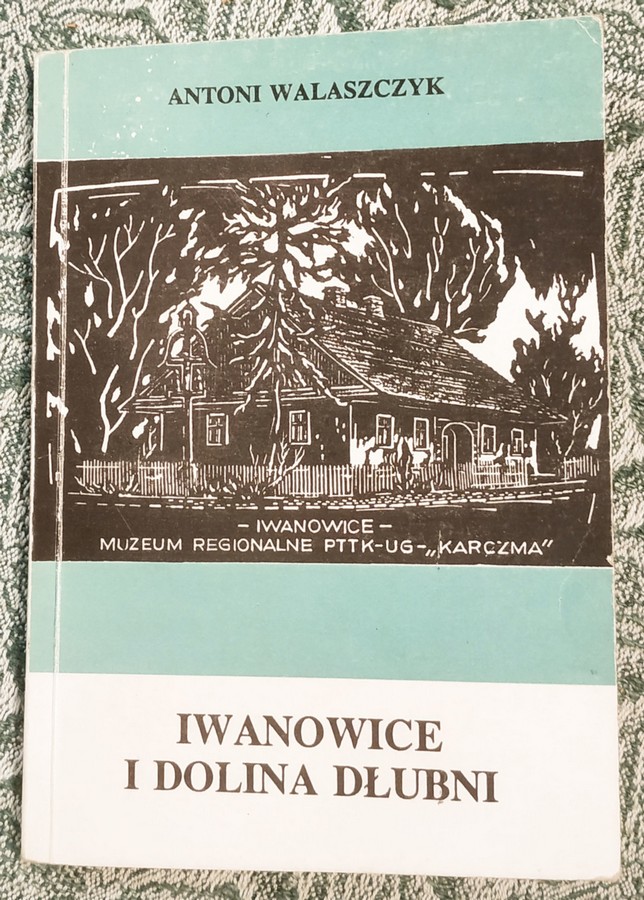 ANTONI WALASZCZYK
- IWANOWICE -
MUZEUM REGIONALNE PTTK-UG-„KARCZMA”
IWANOWICE
I DOLINA DŁUBNI